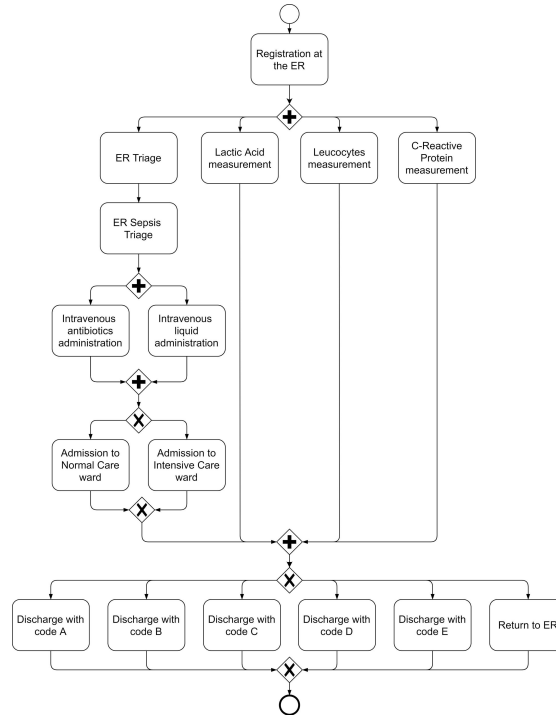 Registration at
the ER
ER Triage
Lactic Acid
measurement
Leucocytes
measurement
C-Reactive
Protein
measurement
ER Sepsis
Triage
Intravenous
antibiotics
administration
Intravenous
liquid
administration
Admission to
Normal Care
ward
Admission to
Intensive Care
ward
Discharge with
code A
Discharge with
code B
Discharge with
code C
Discharge with
code D
Discharge with
code E
Return to ER